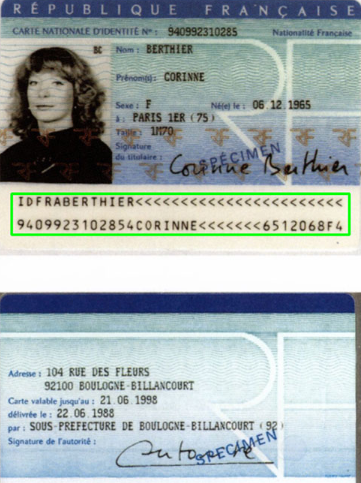 RÉPUBLIQUE FRANÇAISE
CARTE NATIONALE D'IDENTITÉ Nº : 940992310285 Nationalité Française
BC Nom : BERTHIER
Prénom(s) : CORINNE
Sexe : F Né(e) le : 06 12 1965
à : PARIS 1ER (75)
Taille : 1M70
Signature
du titulaire : Corinne Berthier
SPÉCIMEN
IDFRABERTHIER<<<<<<<<<<<<<<<<<<<<<<<
9409923102854CORINNE<<<<<<<6512068F4
Adresse : 104 RUE DES FLEURS
92100 BOULOGNE-BILLANCOURT
Carte valable jusqu'au : 21.06 1998
délivrée le : 22.06.1988
par : SOUS-PREFECTURE DE BOULOGNE-BILLANCOURT (92)
Signature de l'autorité :
SPECIMEN